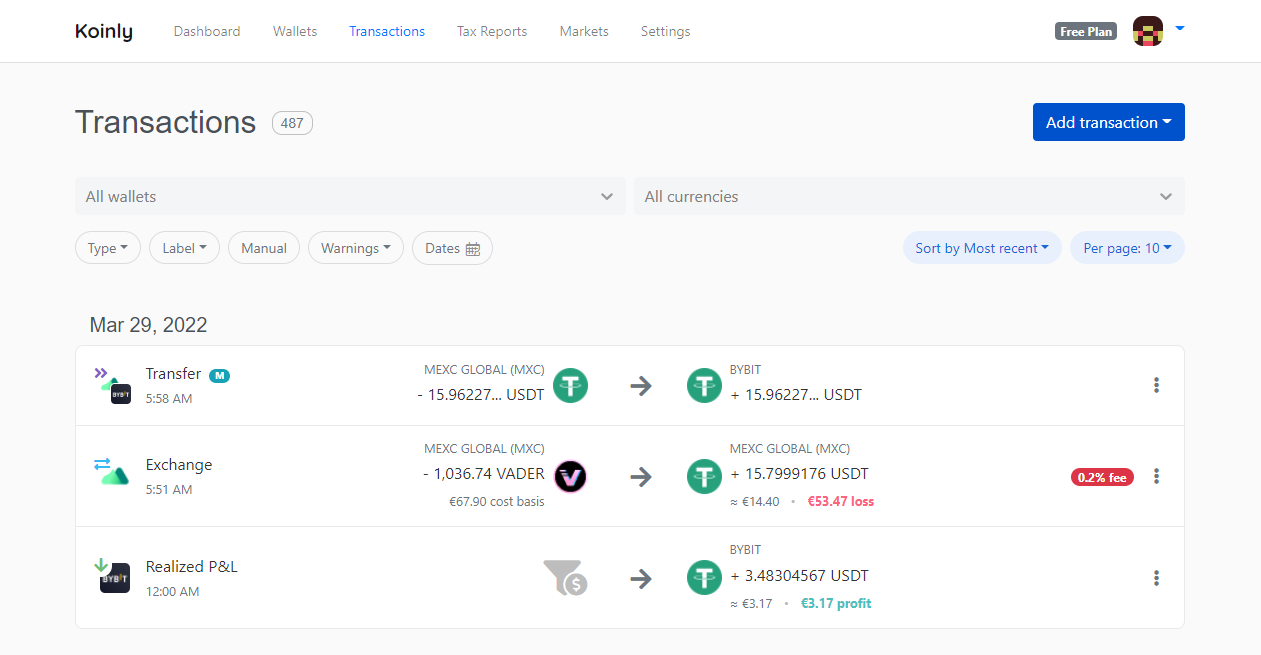 Koinly Dashboard Wallets Transactions Tax Reports Markets Settings Free Plan
Transactions 487 Add transaction
All wallets All currencies
Type Label Manual Warnings Dates Sort by Most recent Per page: 10
Mar 29, 2022
Transfer M
5:58 AM
BYBIT
MEXC GLOBAL (MXC)
- 15.96227... USDT
BYBIT
+ 15.96227... USDT
Exchange
5:51 AM
MEXC GLOBAL (MXC)
- 1,036.74 VADER
€67.90 cost basis
MEXC GLOBAL (MXC)
+ 15.7999176 USDT
≈ €14.40 • €53.47 loss
0.2% fee
Realized P&L
12:00 AM
BYBIT
BYBIT
+ 3.48304567 USDT
≈ €3.17 • €3.17 profit